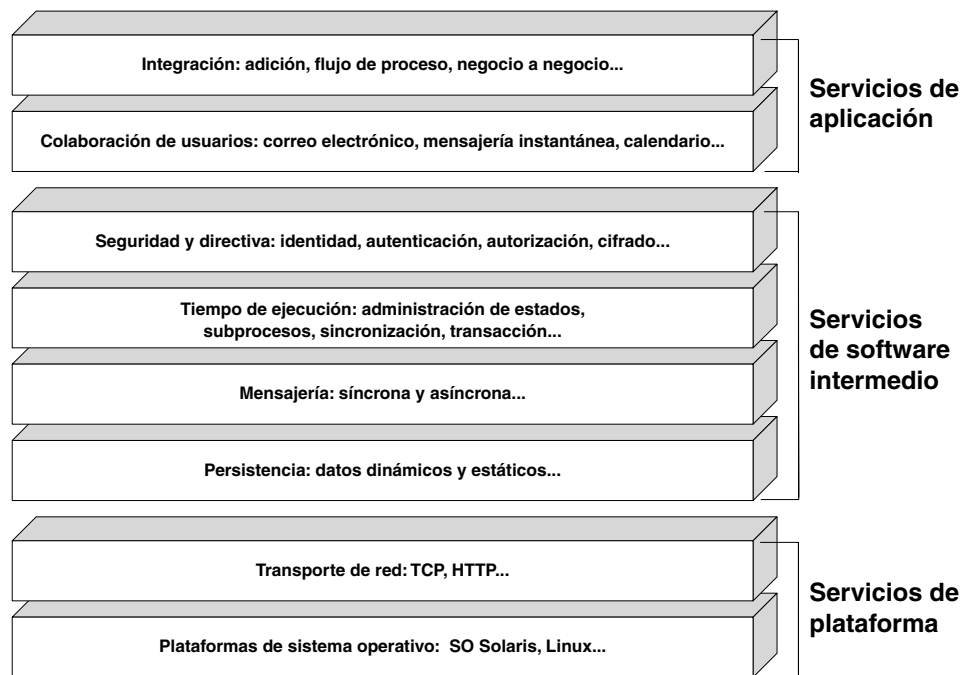 Integración: adición, flujo de proceso, negocio a negocio...
Colaboración de usuarios: correo electrónico, mensajería instantánea, calendario...
Servicios de
aplicación
Seguridad y directiva: identidad, autenticación, autorización, cifrado...
Tiempo de ejecución: administración de estados,
subprocesos, sincronización, transacción...
Mensajería: síncrona y asíncrona...
Persistencia: datos dinámicos y estáticos...
Servicios
de software
intermedio
Transporte de red: TCP, HTTP...
Plataformas de sistema operativo: SO Solaris, Linux...
Servicios de
plataforma